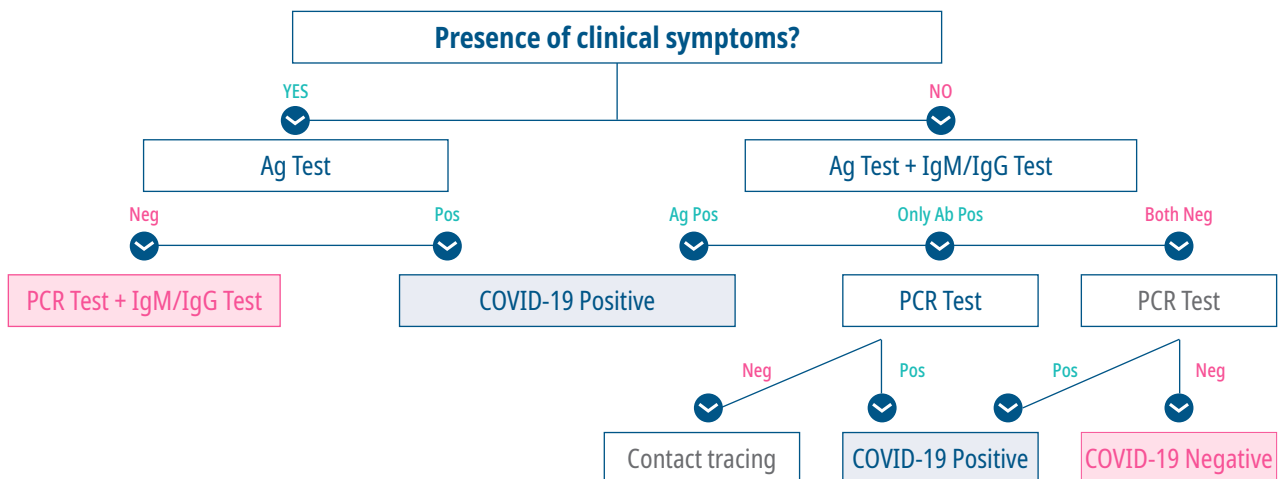 Presence of clinical symptoms?
YES
NO
Ag Test
Ag Test + IgM/IgG Test
Neg
Pos
Ag Pos
Only Ab Pos
Both Neg
PCR Test + IgM/IgG Test
COVID-19 Positive
PCR Test
PCR Test
Neg
Pos
Pos
Neg
Contact tracing
COVID-19 Positive
COVID-19 Negative